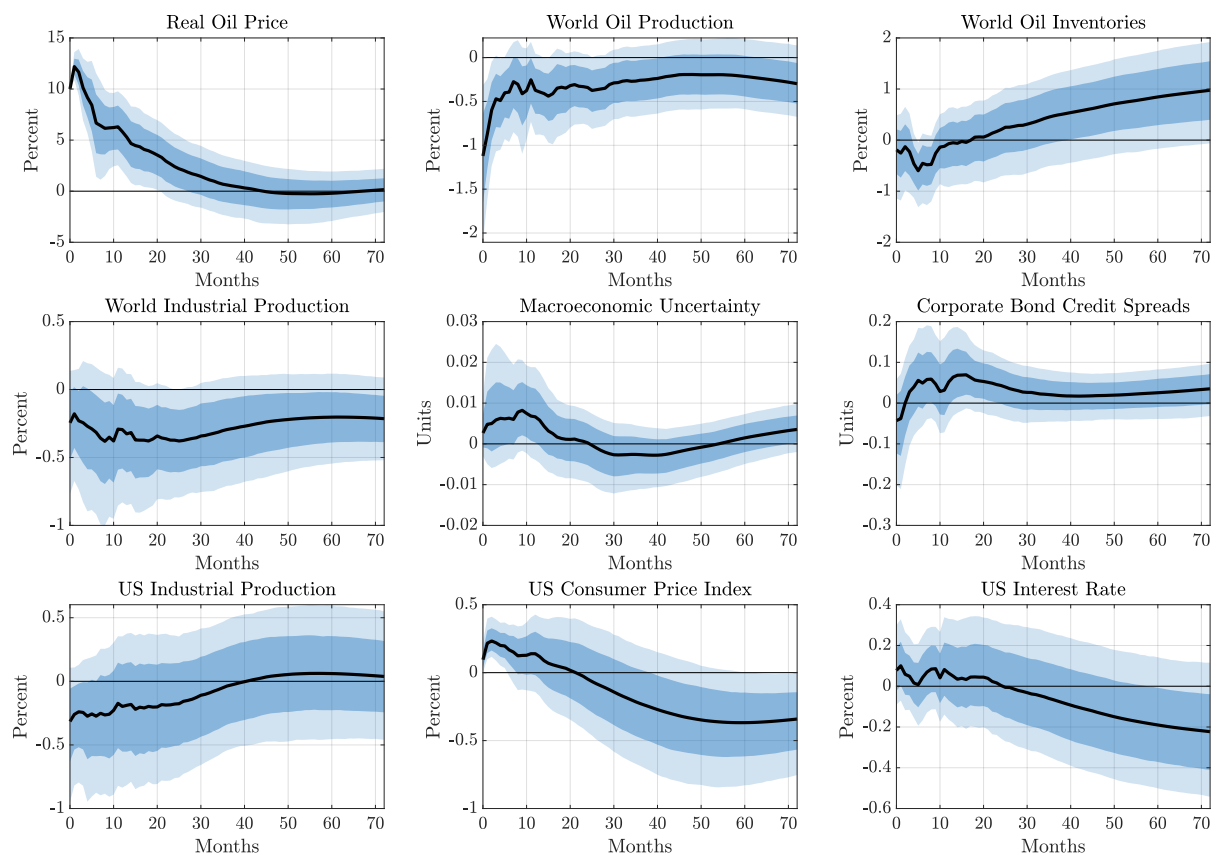 Real Oil Price
World Oil Production
World Oil Inventories
15
10
5
0
-5
Percent
0 10 20 30 40 50 60 70
Months
0
-0.5
-1
-1.5
-2
Percent
0 10 20 30 40 50 60 70
Months
2
1
0
-1
-2
Percent
0 10 20 30 40 50 60 70
Months
World Industrial Production
Macroeconomic Uncertainty
Corporate Bond Credit Spreads
0.5
0
-0.5
-1
Percent
0 10 20 30 40 50 60 70
Months
0.03
0.02
0.01
0
-0.01
-0.02
Units
0 10 20 30 40 50 60 70
Months
0.2
0.1
0
-0.1
-0.2
-0.3
Units
0 10 20 30 40 50 60 70
Months
US Industrial Production
US Consumer Price Index
US Interest Rate
0.5
0
-0.5
-1
Percent
0 10 20 30 40 50 60 70
Months
0.5
0
-0.5
-1
Percent
0 10 20 30 40 50 60 70
Months
0.4
0.2
0
-0.2
-0.4
-0.6
Percent
0 10 20 30 40 50 60 70
Months